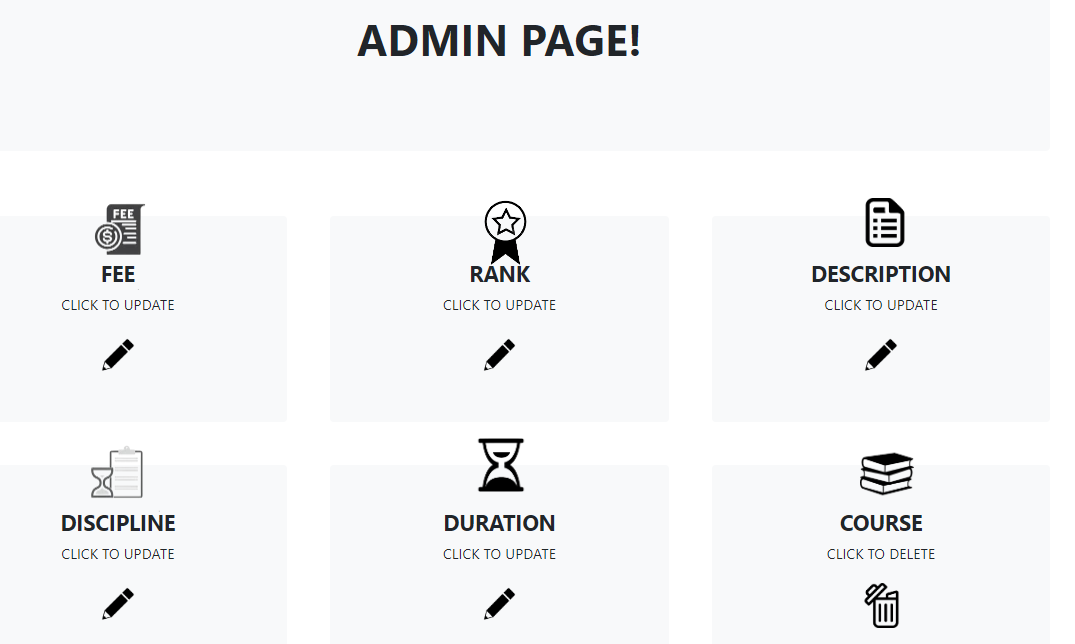 ADMIN PAGE!
FEE
FEE
CLICK TO UPDATE
RANK
CLICK TO UPDATE
DESCRIPTION
CLICK TO UPDATE
DISCIPLINE
CLICK TO UPDATE
DURATION
CLICK TO UPDATE
COURSE
CLICK TO DELETE